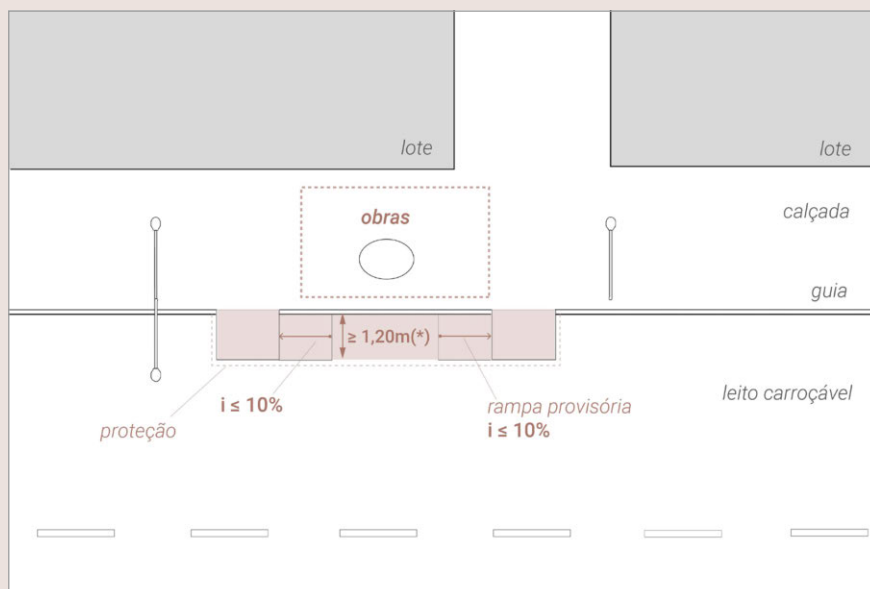 lote
lote
obras
calçada
guia
≥ 1,20m(*)
i ≤ 10%
rampa provisória
i ≤ 10%
leito carroçável
proteção